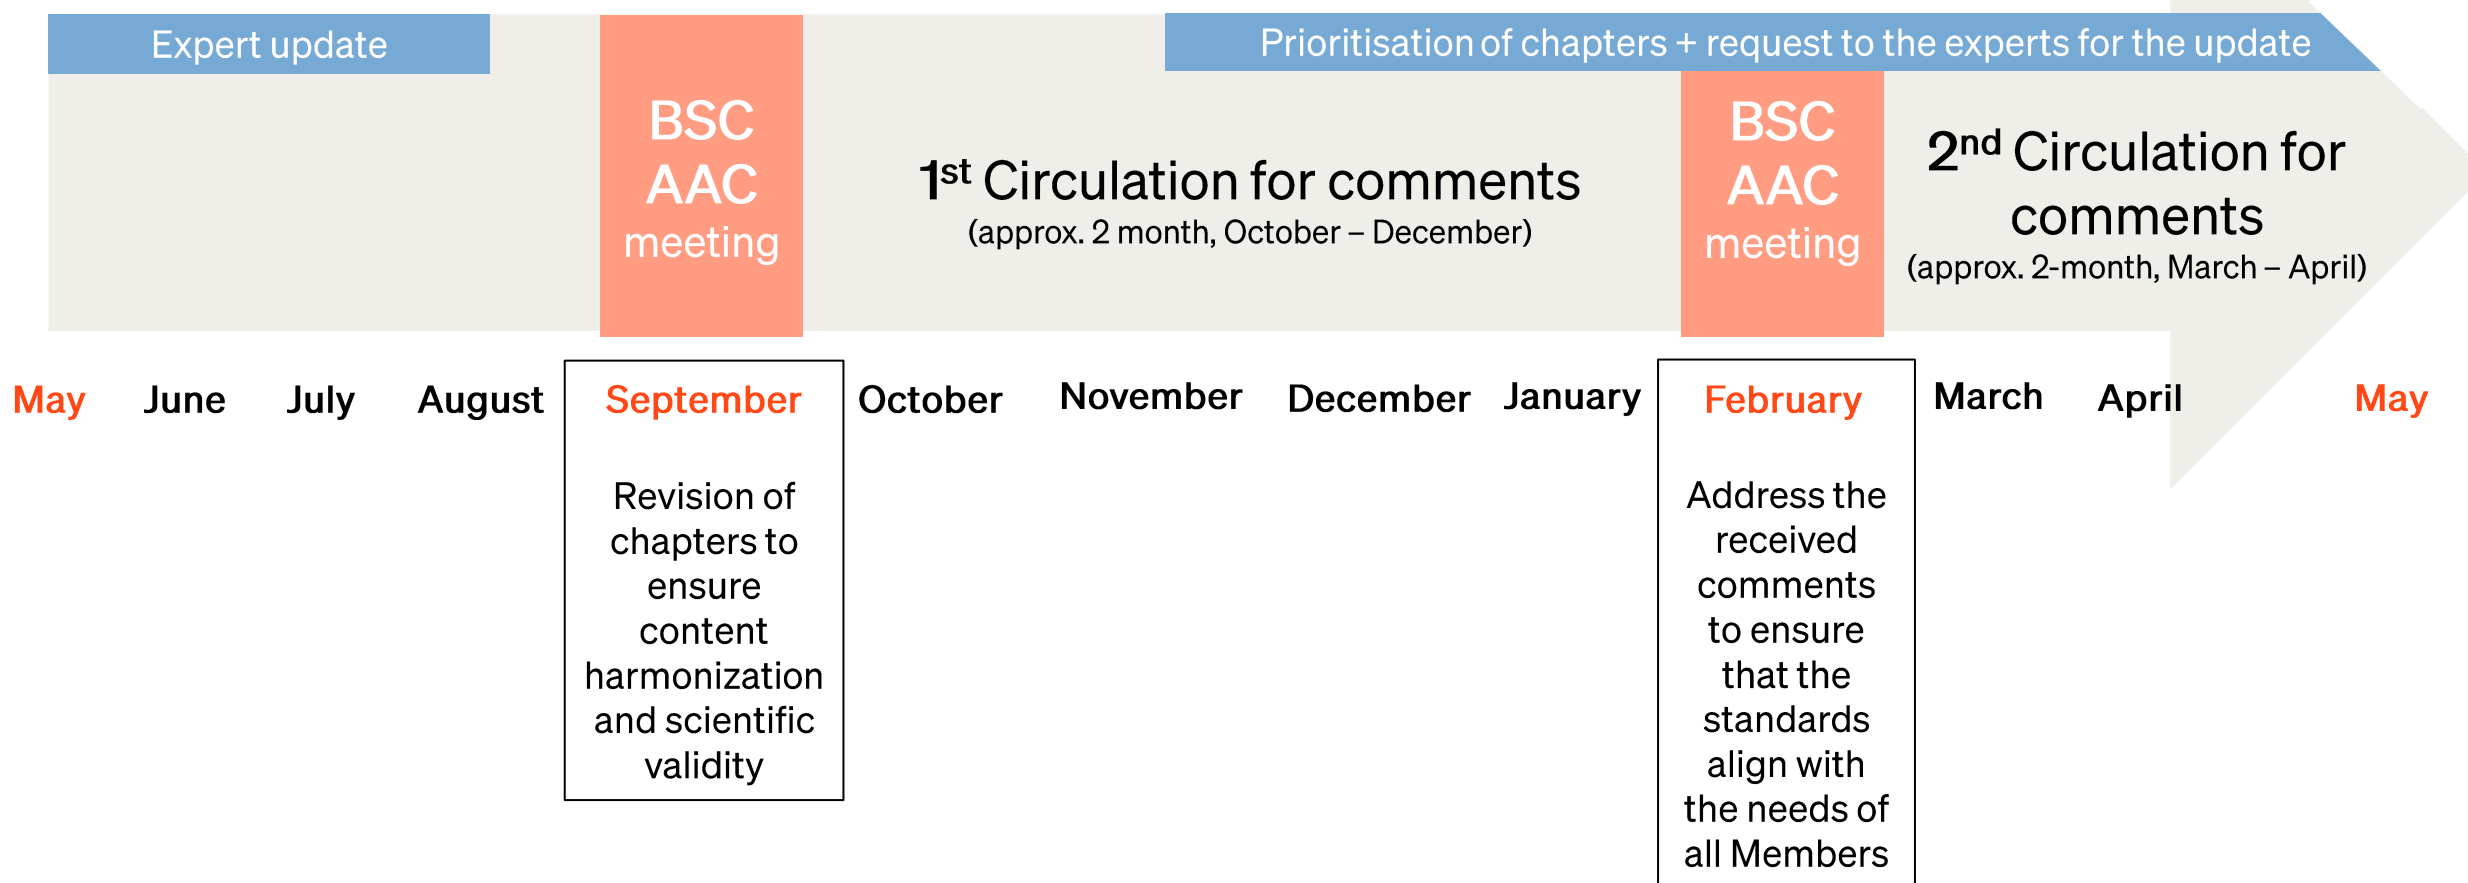 Expert update
Prioritisation of chapters + request to the experts for the update
BSC
AAC
meeting
1st Circulation for comments
(approx. 2 month, October – December)
BSC
AAC
meeting
2nd Circulation for
comments
(approx. 2-month, March – April)
May
June
July
August
September
October
November
December
January
February
March
April
May
Revision of
chapters to
ensure
content
harmonization
and scientific
validity
Address the
received
comments
to ensure
that the
standards
align with
the needs of
all Members